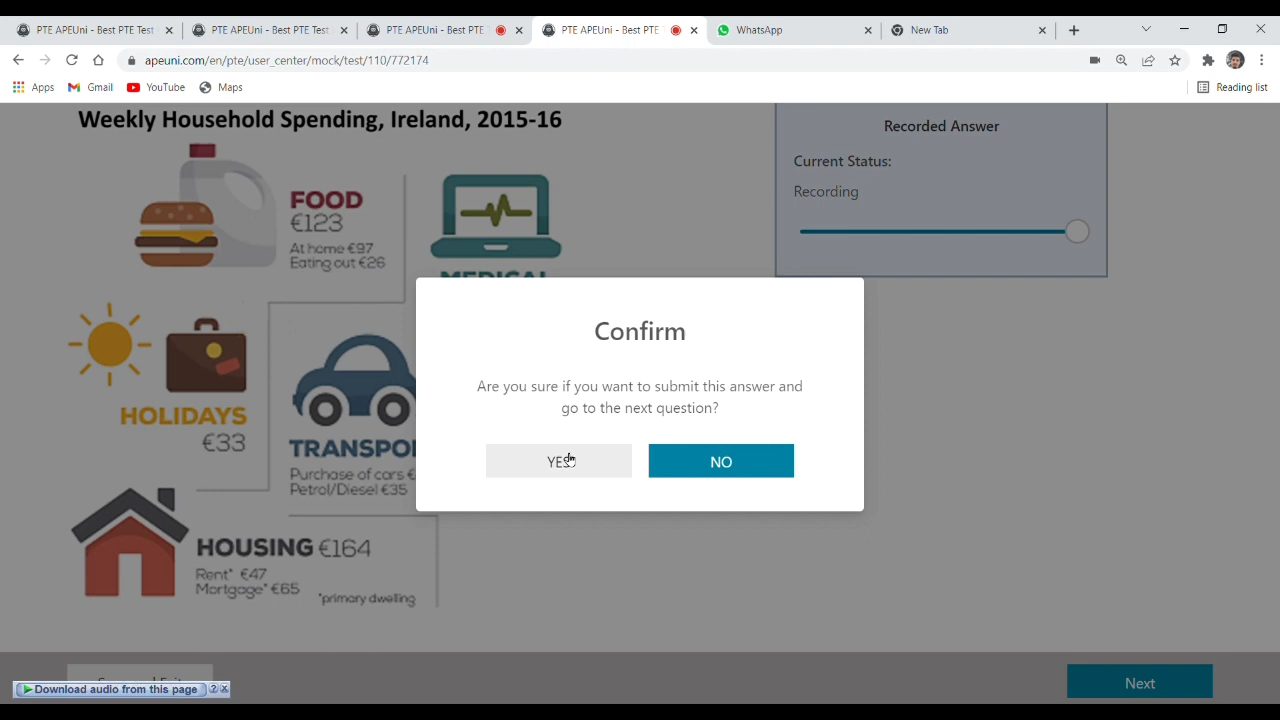 PTE APEUni - Best PTE Test
PTE APEUni - Best PTE Test
PTE APEUni - Best PTE
PTE APEUni - Best PTE
WhatsApp
New Tab
apeuni.com/en/pte/user_center/mock/test/110/772174
Apps
Gmail
YouTube
Maps
Reading list
Weekly Household Spending, Ireland, 2015-16
Recorded Answer
Current Status:
Recording
FOOD
€123
At home €97
Eating out €26
MEDICAL
Confirm
Are you sure if you want to submit this answer and
go to the next question?
YES
NO
HOLIDAYS
€33
TRANSPO
Purchase of cars €
Petrol/Diesel €35
HOUSING €164
Rent* €47
Mortgage* €65
*primary dwelling
Next
Download audio from this page
?